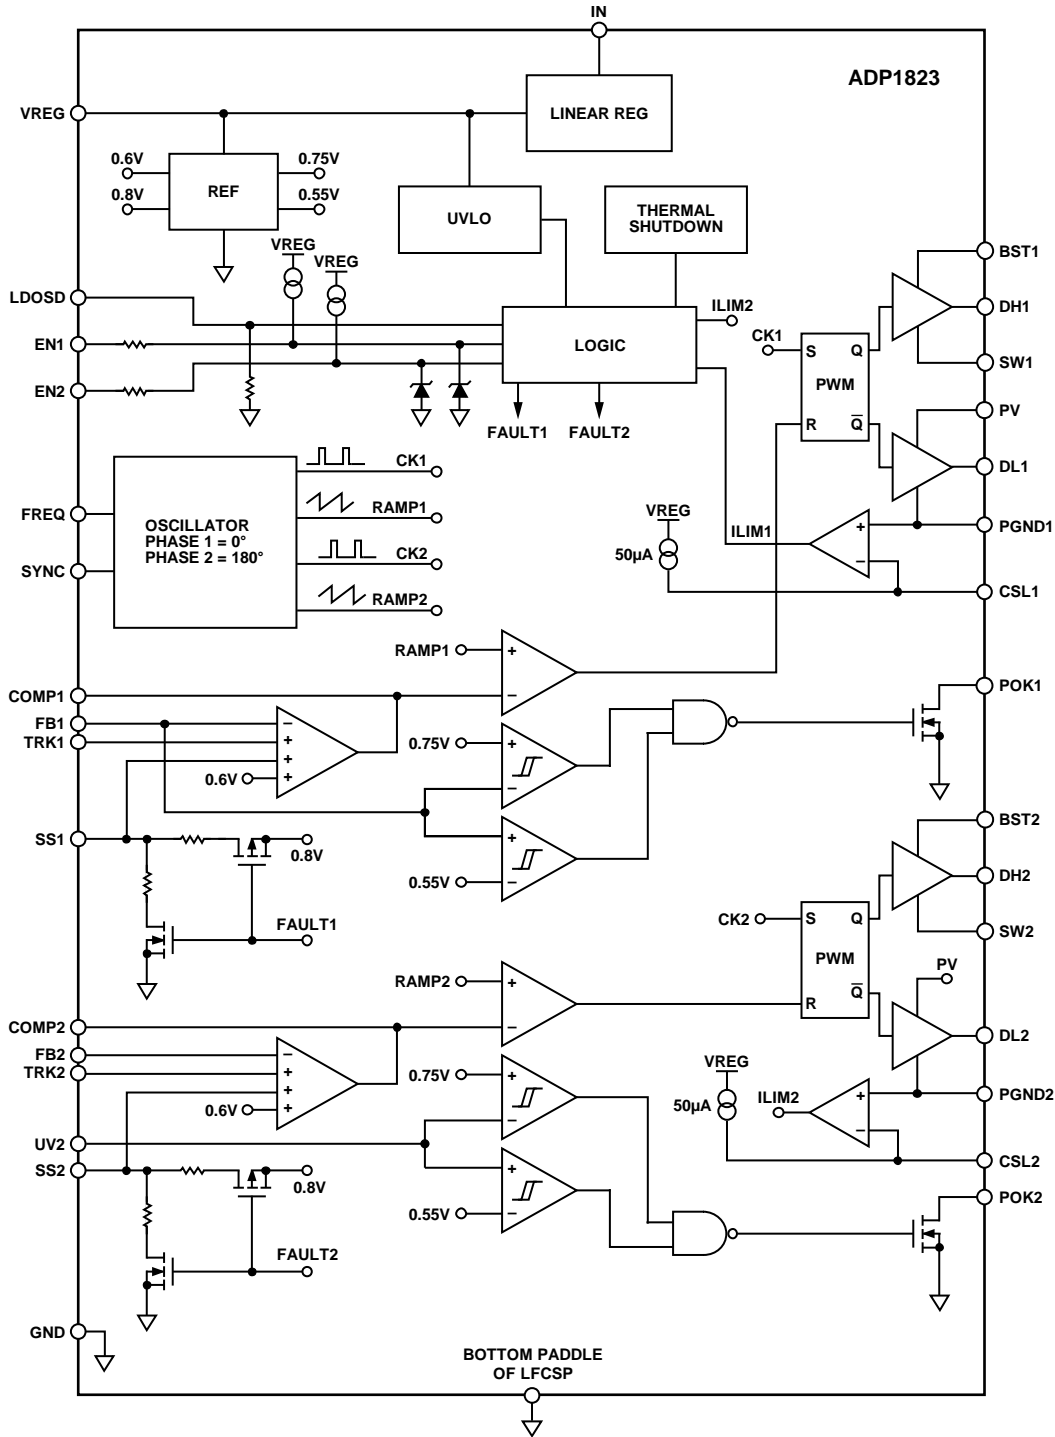 IN
ADP1823
LINEAR REG
VREG
0.6V
0.75V
REF
0.8V
0.55V
UVLO
THERMAL
SHUTDOWN
VREG
VREG
BST1
LDOSD
ILIM2
DH1
EN1
LOGIC
CK1
S
Q
PWM
SW1
EN2
R
Q
PV
FAULT1
FAULT2
DL1
CK1
FREQ
OSCILLATOR
PHASE 1 = 0°
PHASE 2 = 180°
RAMP1
VREG
ILIM1
+
PGND1
50µA
CK2
SYNC
–
CSL1
RAMP2
RAMP1
+
COMP1
–
POK1
FB1
–
TRK1
+
0.75V
+
+
0.6V
+
–
SS1
0.8V
+
BST2
0.55V
–
DH2
CK2
S
Q
FAULT1
SW2
PWM
PV
RAMP2
+
R
Q
COMP2
–
DL2
FB2
–
TRK2
+
0.75V
+
VREG
+
50µA
ILIM2
+
PGND2
0.6V
+
–
–
UV2
CSL2
SS2
0.8V
+
POK2
0.55V
–
FAULT2
GND
BOTTOM PADDLE
OF LFCSP